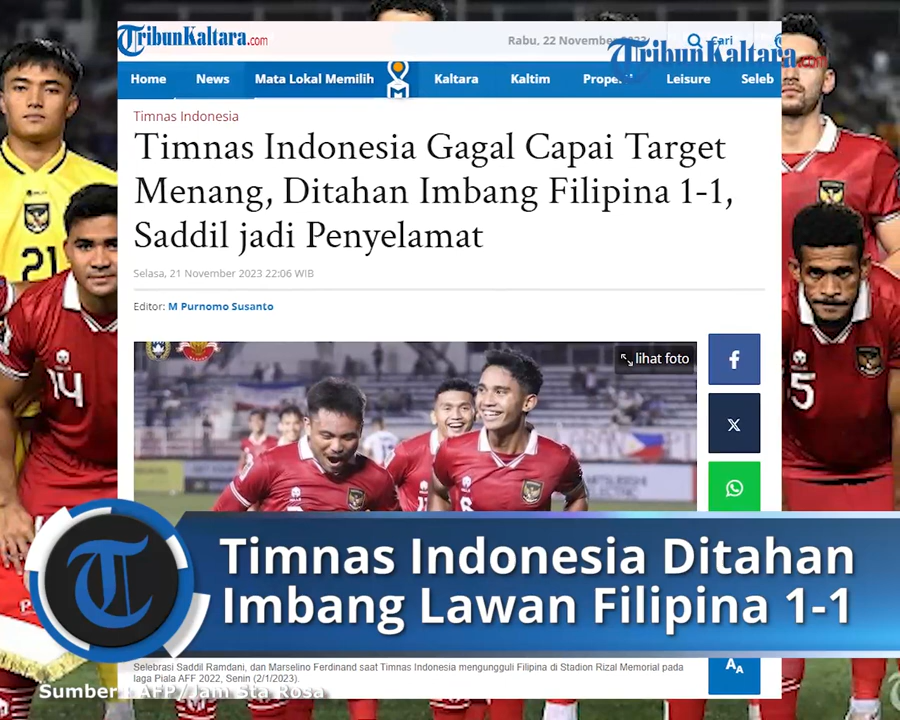 TribunKaltara.com
Rabu, 22 November 2023
Cari
TribunKaltara.com
Home News Mata Lokal Memilih Kaltara Kaltim Leisure Seleb
Timnas Indonesia
Timnas Indonesia Gagal Capai Target
Menang, Ditahan Imbang Filipina 1-1,
Saddil jadi Penyelamat
Selasa, 21 November 2023 22:06 WIB
Editor: M Purnomo Susanto
lihat foto
21
14
5
Timnas Indonesia Ditahan
Imbang Lawan Filipina 1-1
Selebrasi Saddil Ramdani, dan Marselino Ferdinand saat Timnas Indonesia mengungguli Filipina di Stadion Rizal Memorial pada
laga Piala AFF 2022, Senin (2/1/2023).
AA
Sumber : AFP/Jam Sta Rosa